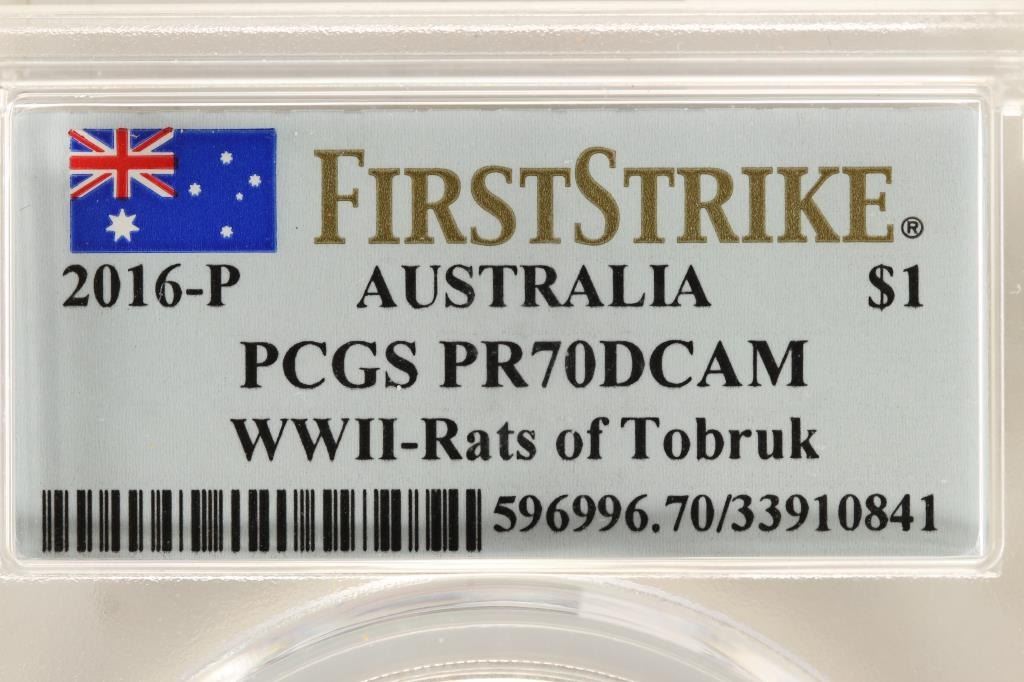 FIRSTSTRIKE®
2016-P AUSTRALIA $1
PCGS PR70DCAM
WWII-Rats of Tobruk
596996.70/33910841